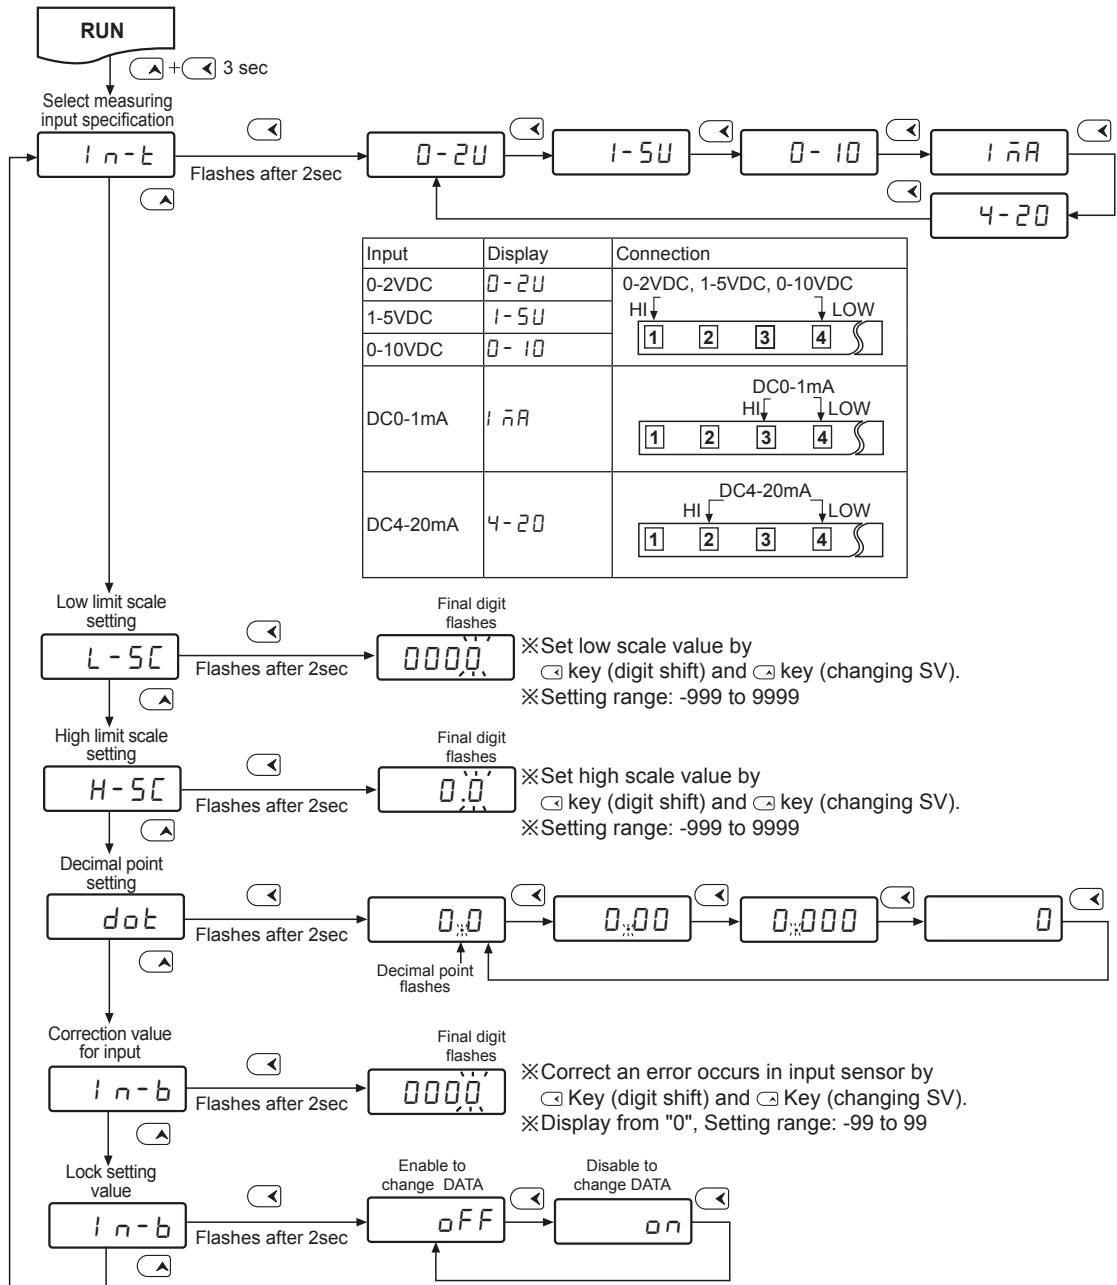 RUN
+ 3 sec
Select measuring
input specification
In-t
Flashes after 2sec
0-2U
1-5U
0-10
1 mA
4-20
Input Display Connection
0-2VDC 0-2U 0-2VDC, 1-5VDC, 0-10VDC
HI LOW
1-5VDC 1-5U
1 2 3 4
0-10VDC 0-10
DC0-1mA
HI LOW
DC0-1mA 1 mA
1 2 3 4
DC4-20mA
HI LOW
DC4-20mA 4-20
1 2 3 4
Low limit scale
setting
L-SC
Flashes after 2sec
Final digit
flashes
0000
※Set low scale value by
key (digit shift) and key (changing SV).
※Setting range: -999 to 9999
High limit scale
setting
H-SC
Flashes after 2sec
Final digit
flashes
0.0
※Set high scale value by
key (digit shift) and key (changing SV).
※Setting range: -999 to 9999
Decimal point
setting
dot
Flashes after 2sec
0.0
0.00
0.000
0
Decimal point
flashes
Correction value
for input
In-b
Flashes after 2sec
Final digit
flashes
0000
※Correct an error occurs in input sensor by
Key (digit shift) and Key (changing SV).
※Display from "0", Setting range: -99 to 99
Lock setting
value
In-b
Flashes after 2sec
Enable to
change DATA
oFF
Disable to
change DATA
on